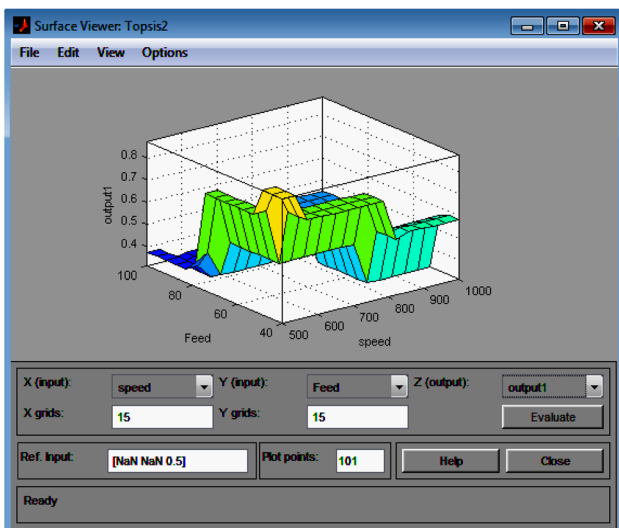 Surface Viewer: Topsis2
File Edit View Options
0.8
0.7
0.6
0.5
0.4
output1
100
80
60
40
Feed
500
600
700
800
900
1000
speed
X (input): speed Y (input): Feed Z (output): output1
X grids: 15 Y grids: 15 Evaluate
Ref. Input: [NaN NaN 0.5] Plot points: 101 Help Close
Ready